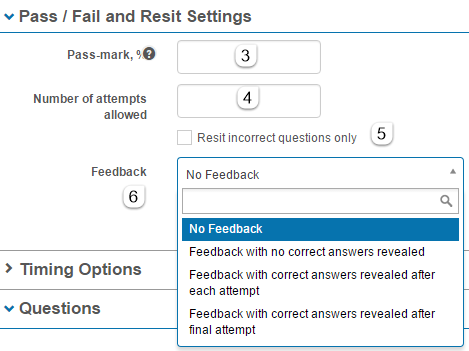 Pass / Fail and Resit Settings
Pass-mark, %
3
Number of attempts
allowed
4
Resit incorrect questions only
5
Feedback
6
No Feedback
No Feedback
Feedback with no correct answers revealed
Feedback with correct answers revealed after
each attempt
Feedback with correct answers revealed after
final attempt
Timing Options
Questions